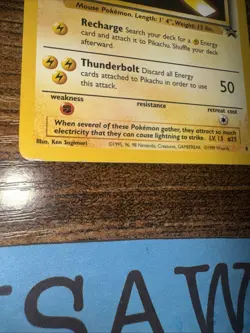 Mouse Pokémon. Length: 1' 4", Weight: 13 lbs.
Recharge Search your deck for a Energy
card and attach it to Pikachu. Shuffle your deck
afterward.
Thunderbolt Discard all Energy
cards attached to Pikachu in order to use
this attack.
50
weakness
resistance
retreat cost
When several of these Pokémon gather, they attract so much
electricity that they can cause lightning to strike. LV. 13 #25
Illus. Ken Sugimori
©1995, 96, 98 Nintendo, Creatures, GAMEFREAK. ©1999 Wizards.
SAW